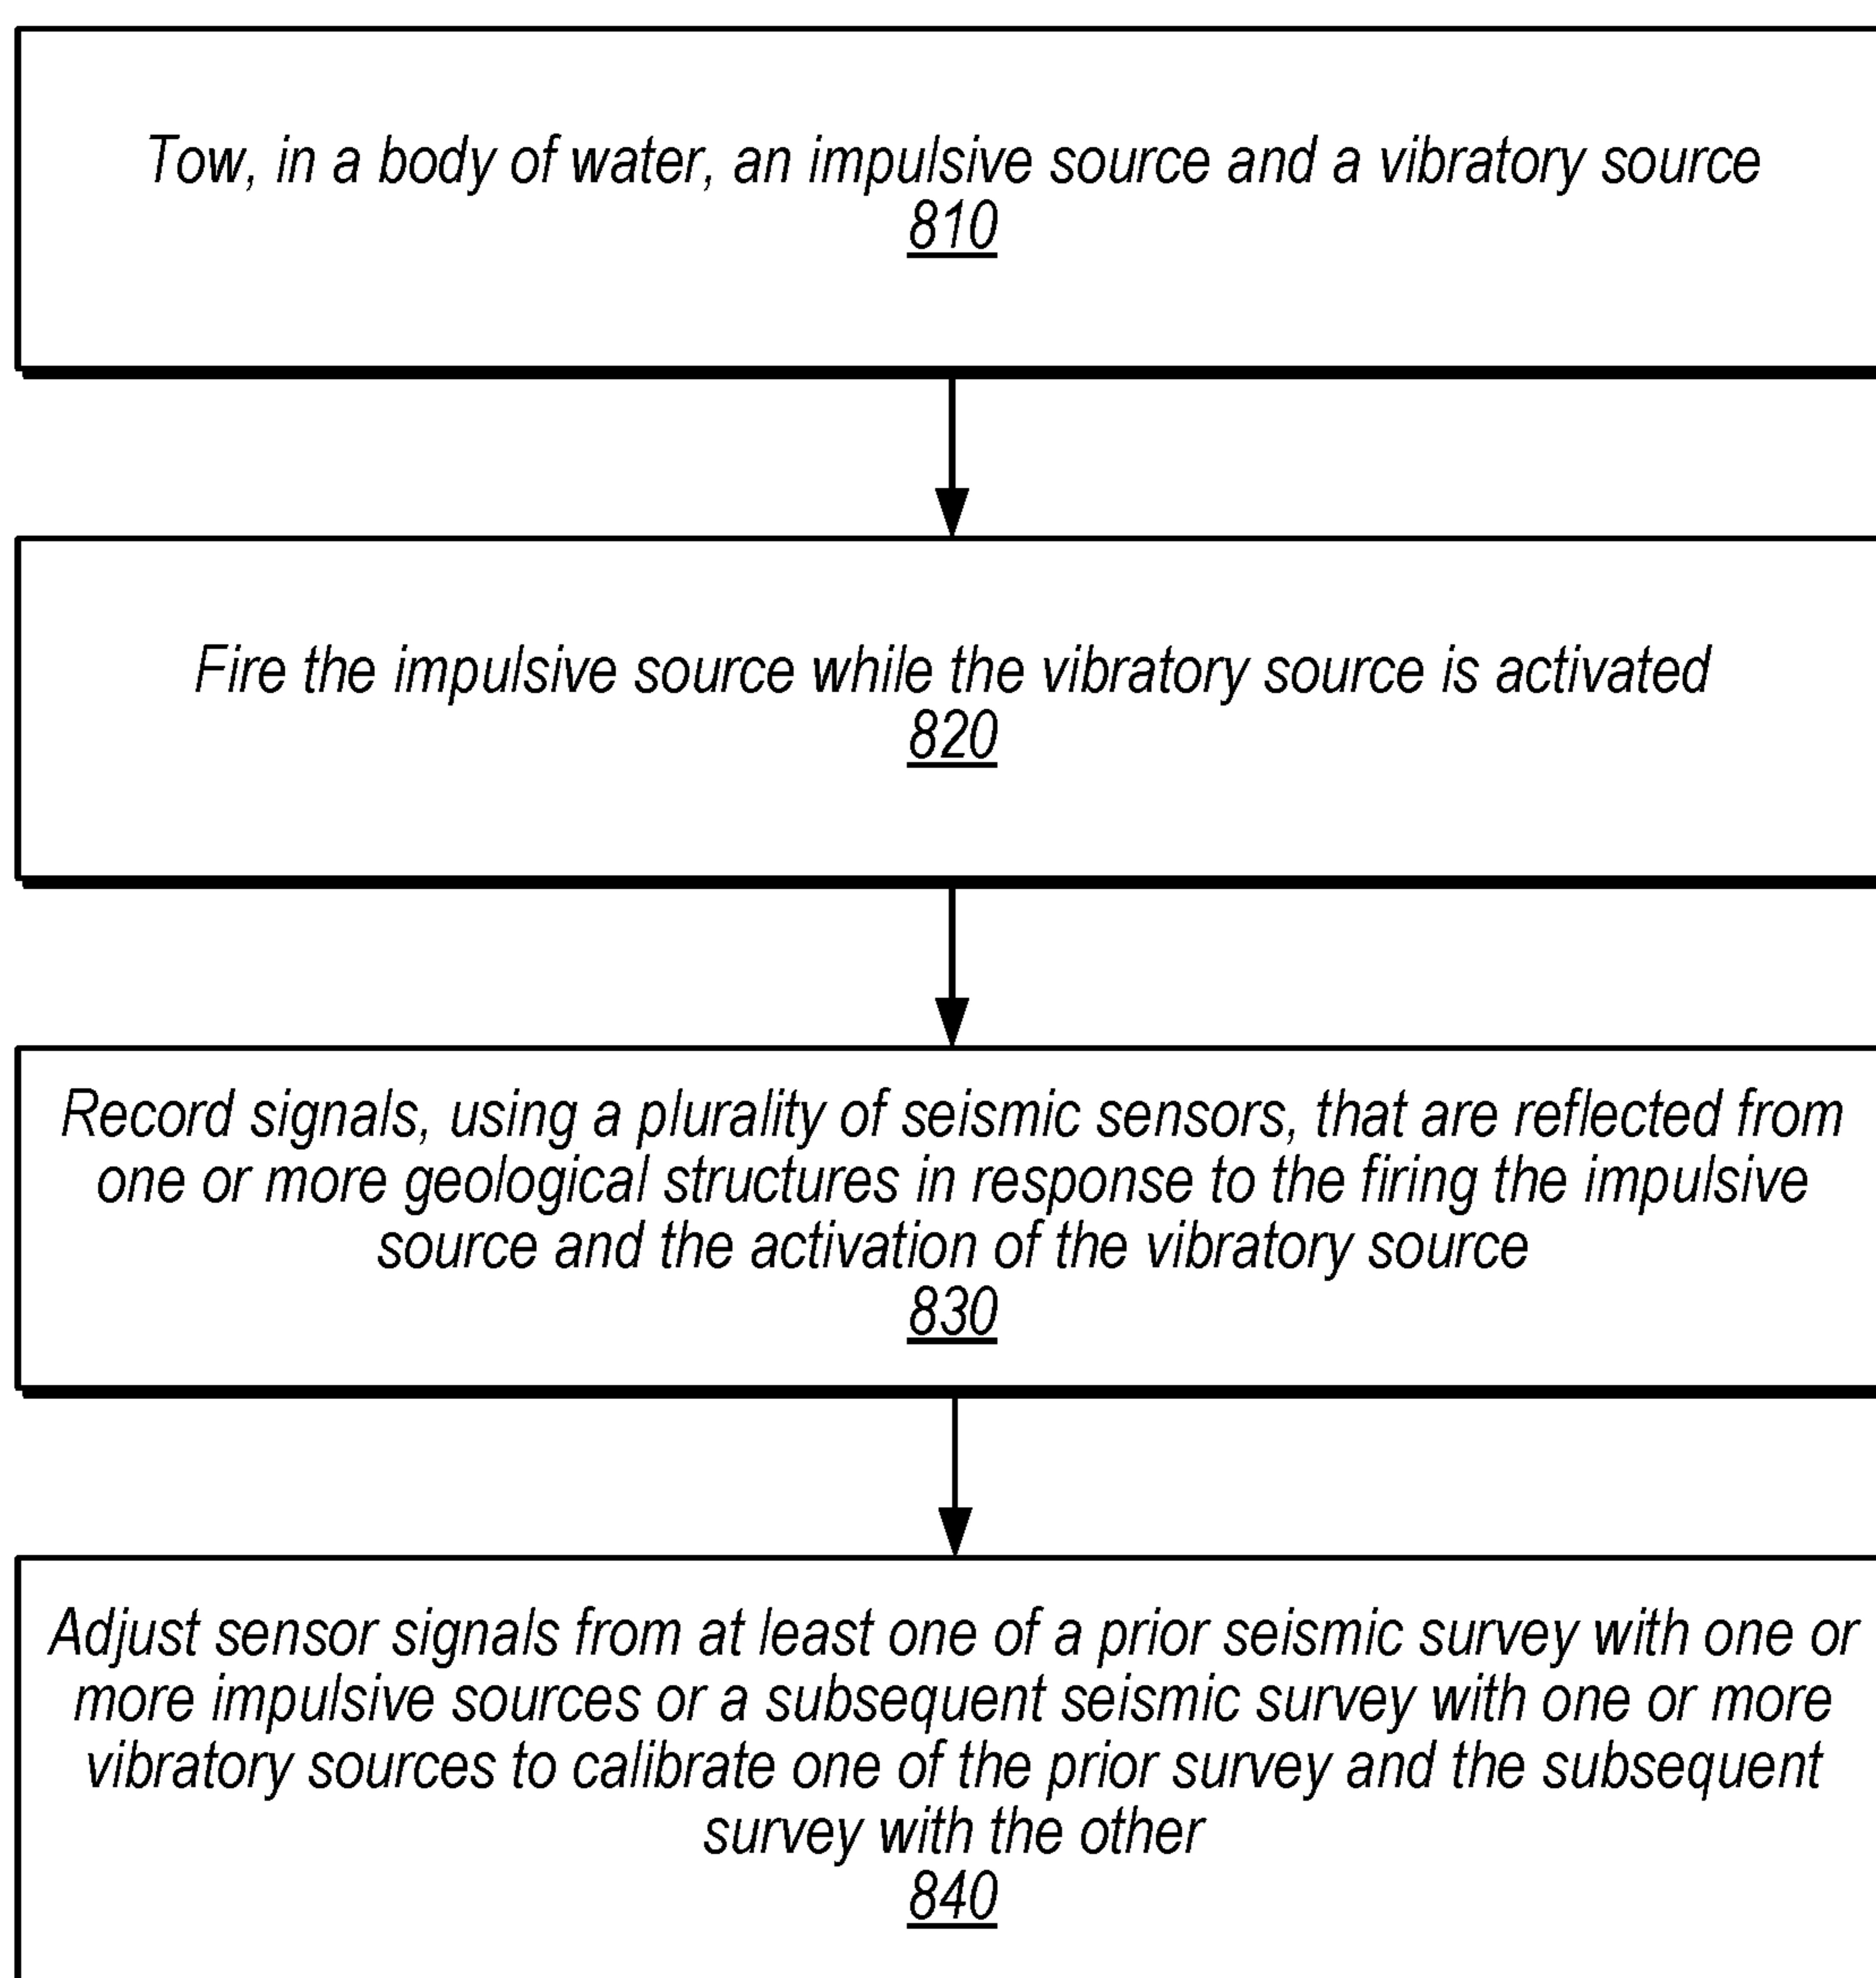 Tow, in a body of water, an impulsive source and a vibratory source
810
Fire the impulsive source while the vibratory source is activated
820
Record signals, using a plurality of seismic sensors, that are reflected from
one or more geological structures in response to the firing the impulsive
source and the activation of the vibratory source
830
Adjust sensor signals from at least one of a prior seismic survey with one or
more impulsive sources or a subsequent seismic survey with one or more
vibratory sources to calibrate one of the prior survey and the subsequent
survey with the other
840